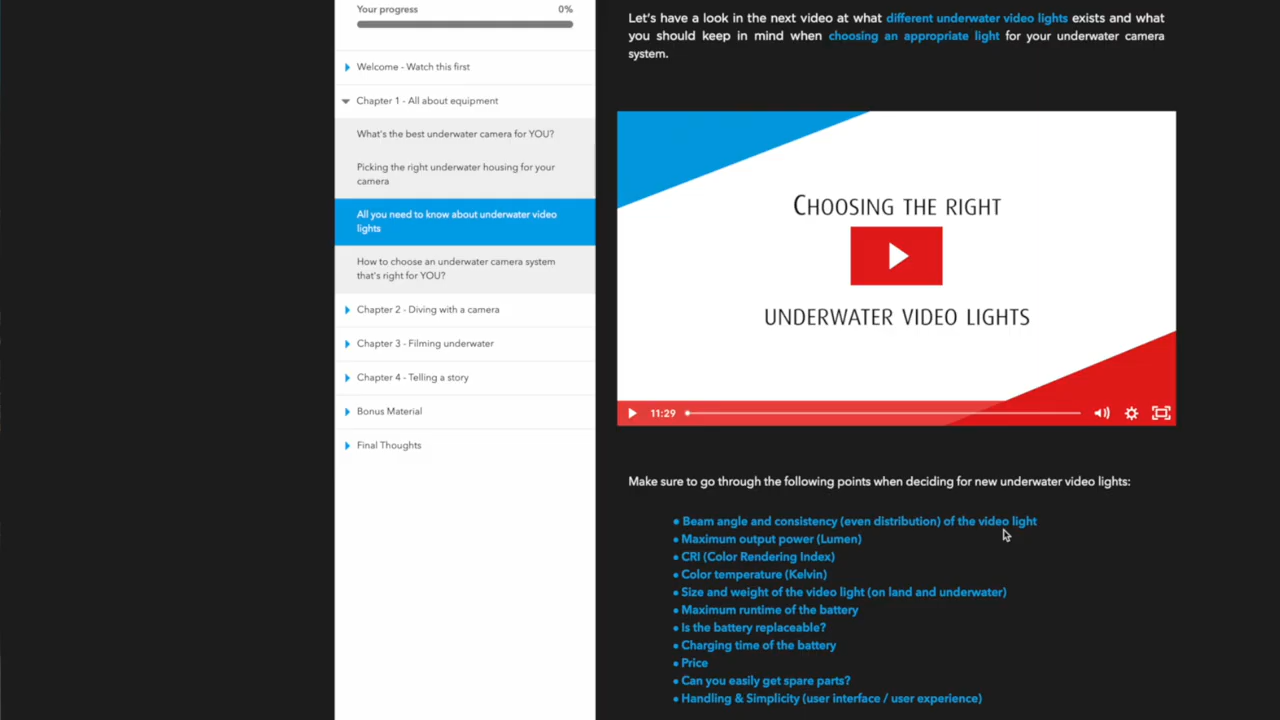 Your progress 0%
Welcome - Watch this first
Chapter 1 - All about equipment
What's the best underwater camera for YOU?
Picking the right underwater housing for your
camera
All you need to know about underwater video
lights
How to choose an underwater camera system
that's right for YOU?
Chapter 2 - Diving with a camera
Chapter 3 - Filming underwater
Chapter 4 - Telling a story
Bonus Material
Final Thoughts
Let's have a look in the next video at what different underwater video lights exists and what
you should keep in mind when choosing an appropriate light for your underwater camera
system.
CHOOSING THE RIGHT
UNDERWATER VIDEO LIGHTS
11:29
Make sure to go through the following points when deciding for new underwater video lights:
• Beam angle and consistency (even distribution) of the video light
• Maximum output power (Lumen)
• CRI (Color Rendering Index)
• Color temperature (Kelvin)
• Size and weight of the video light (on land and underwater)
• Maximum runtime of the battery
• Is the battery replaceable?
• Charging time of the battery
• Price
• Can you easily get spare parts?
• Handling & Simplicity (user interface / user experience)